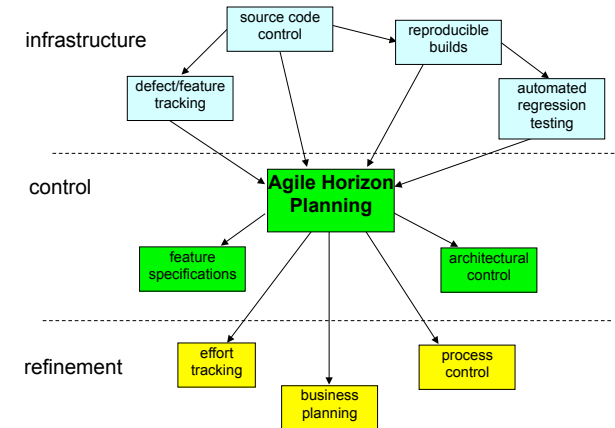 infrastructure
source code
control
reproducible
builds
defect/feature
tracking
automated
regression
testing
control
Agile Horizon
Planning
feature
specifications
architectural
control
refinement
effort
tracking
process
control
business
planning